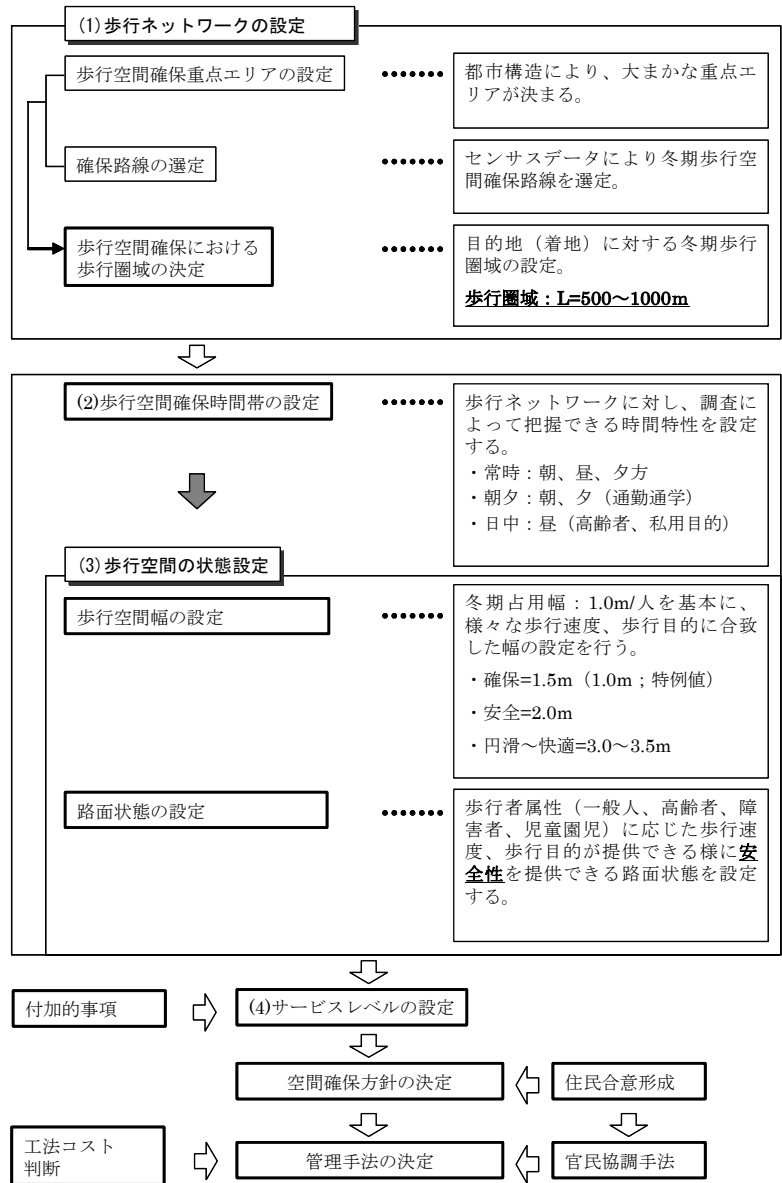 (1)歩行ネットワークの設定
歩行空間確保重点エリアの設定
•••••••
都市構造により、大まかな重点エ
リアが決まる。
確保路線の選定
•••••••
センサスデータにより冬期歩行空
間確保路線を選定。
歩行空間確保における
歩行圏域の決定
•••••••
目的地（着地）に対する冬期歩行
圏域の設定。
歩行圏域：L=500～1000m
(2)歩行空間確保時間帯の設定
•••••••
歩行ネットワークに対し、調査に
よって把握できる時間特性を設定
する。
・常時：朝、昼、夕方
・朝夕：朝、夕（通勤通学）
・日中：昼（高齢者、私用目的）
(3)歩行空間の状態設定
歩行空間幅の設定
•••••••
冬期占用幅：1.0m/人を基本に、
様々な歩行速度、歩行目的に合致
した幅の設定を行う。
・確保=1.5m（1.0m；特例値）
・安全=2.0m
・円滑～快適=3.0～3.5m
路面状態の設定
•••••••
歩行者属性（一般人、高齢者、障
害者、児童園児）に応じた歩行速
度、歩行目的が提供できる様に安
全性を提供できる路面状態を設定
する。
付加的事項
(4)サービスレベルの設定
空間確保方針の決定
住民合意形成
工法コスト
判断
管理手法の決定
官民協調手法